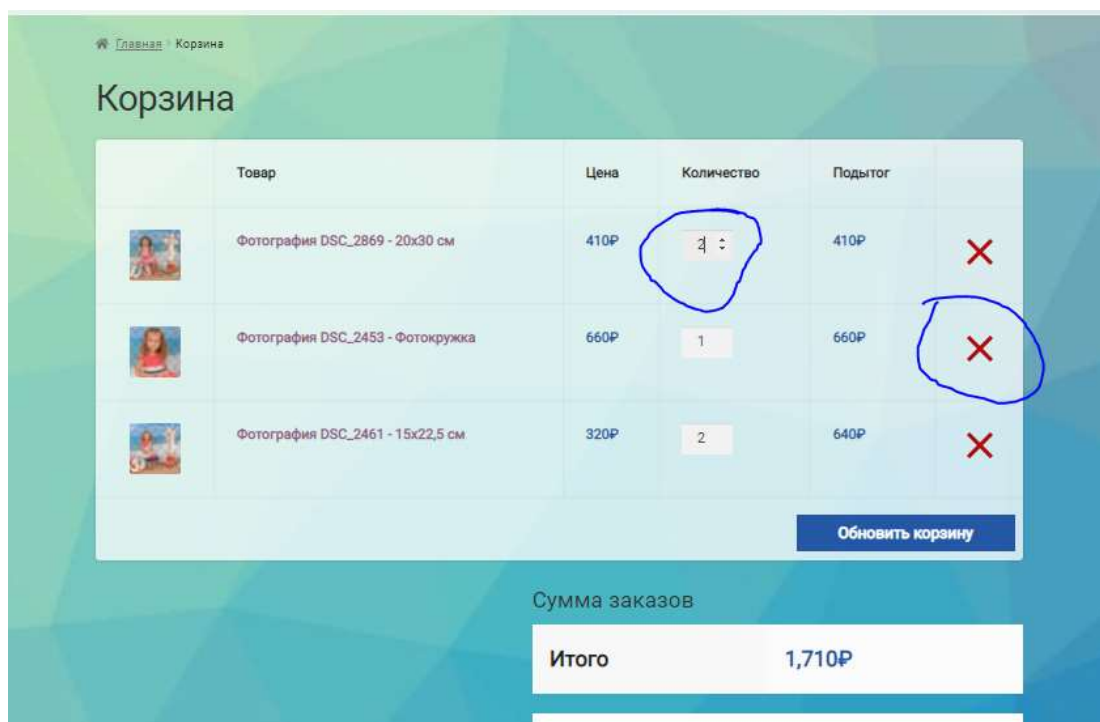 Главная › Корзина
Корзина
Товар Цена Количество Подытог
Фотография DSC_2869 - 20x30 см 410₽ 2 410₽
Фотография DSC_2453 - Фотокружка 660₽ 1 660₽
Фотография DSC_2461 - 15x22,5 см 320₽ 2 640₽
Обновить корзину
Сумма заказов
Итого 1,710₽